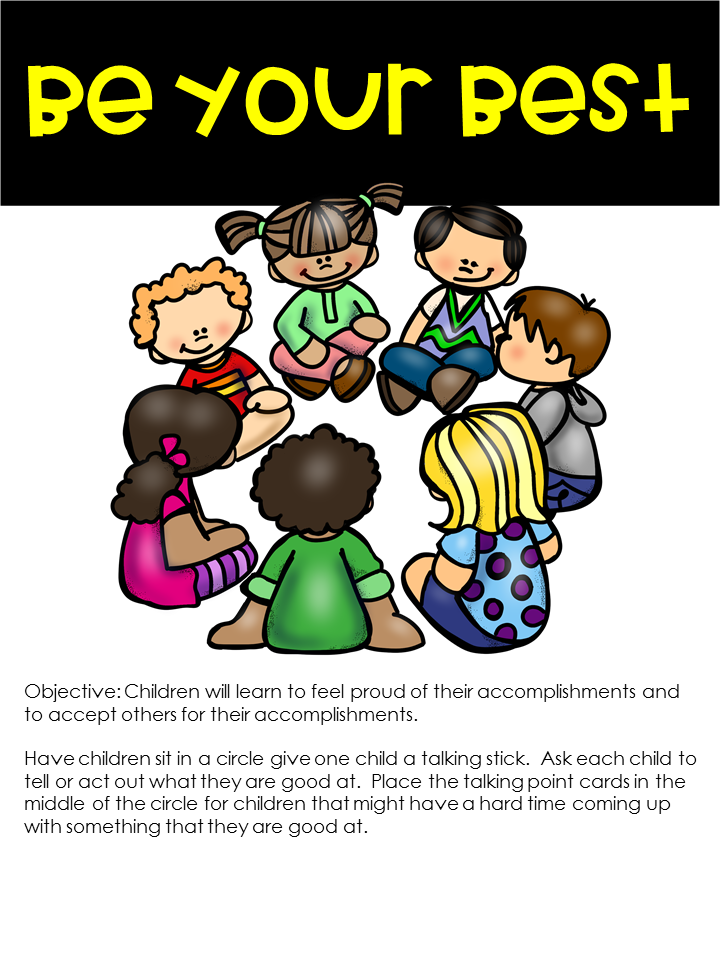 Be Your Best
Objective: Children will learn to feel proud of their accomplishments and
to accept others for their accomplishments.
Have children sit in a circle give one child a talking stick.  Ask each child to
tell or act out what they are good at.  Place the talking point cards in the
middle of the circle for children that might have a hard time coming up
with something that they are good at.